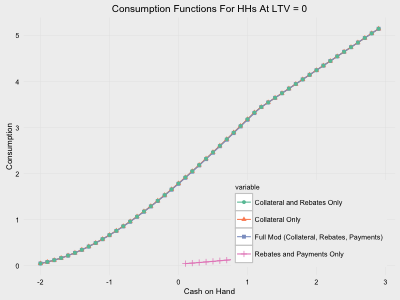 Consumption Functions For HHs At LTV = 0
Consumption
5
4
3
2
1
0
-2
-1
0
1
2
3
Cash on Hand
variable
Collateral and Rebates Only
Collateral Only
Full Mod (Collateral, Rebates, Payments)
Rebates and Payments Only